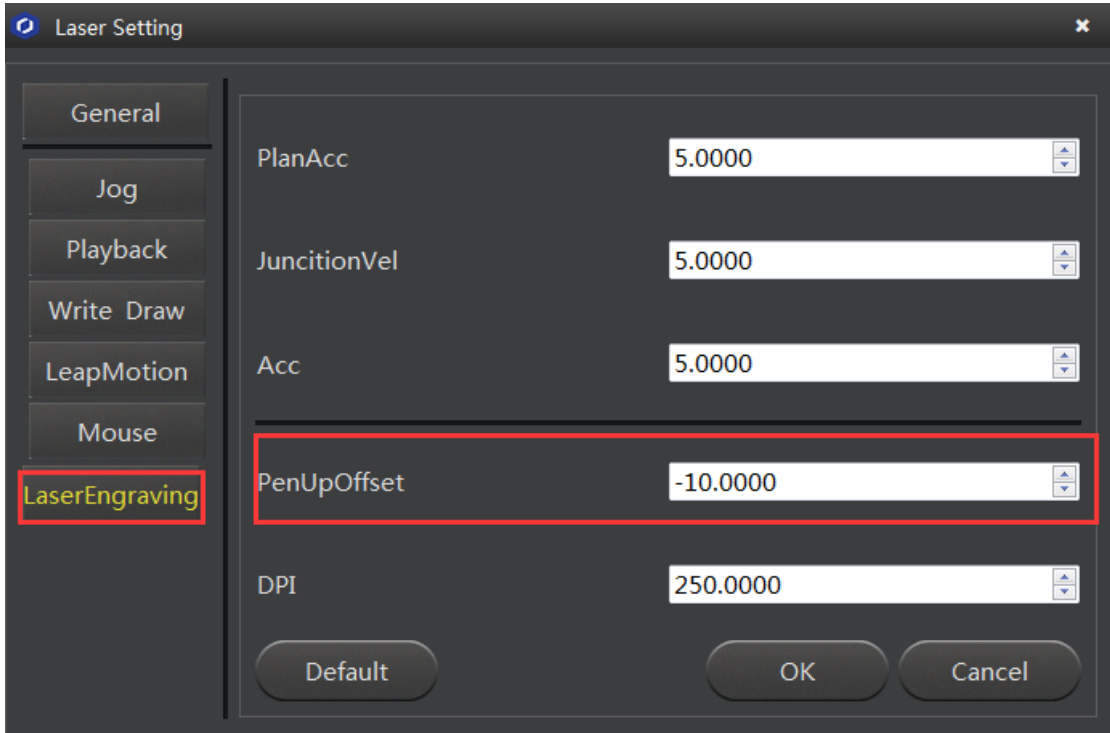 Laser Setting
General
Jog
Playback
Write Draw
LeapMotion
Mouse
LaserEngraving
PlanAcc 5.0000
JuncitionVel 5.0000
Acc 5.0000
PenUpOffset -10.0000
DPI 250.0000
Default OK Cancel